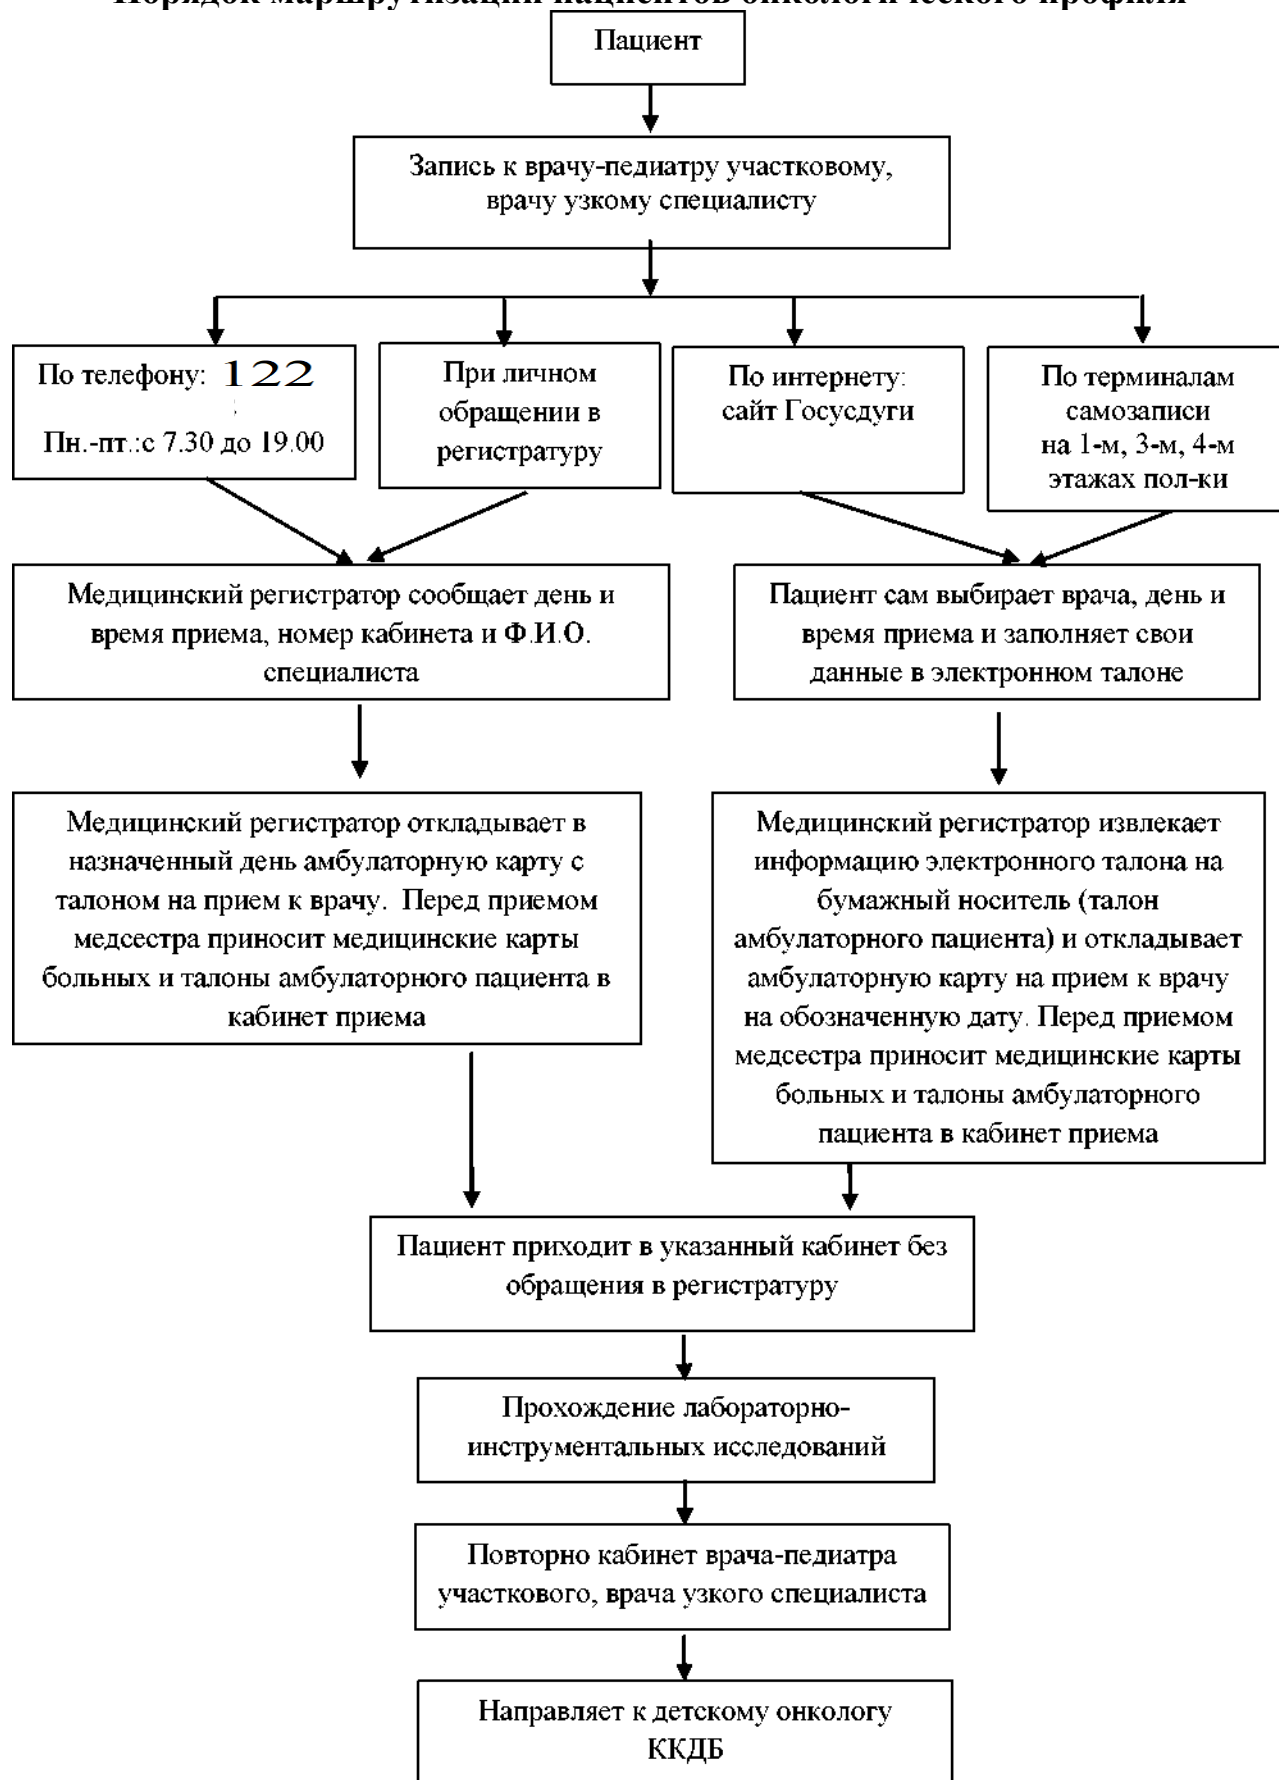 Порядок маршрутизации пациентов онкологического профиля
Пациент
Запись к врачу-педиатру участковому,
врачу узкому специалисту
По телефону: 122
Пн.-пт.:с 7.30 до 19.00
При личном
обращении в
регистратуру
По интернету:
сайт Госусдуги
По терминалам
самозаписи
на 1-м, 3-м, 4-м
этажах пол-ки
Медицинский регистратор сообщает день и
время приема, номер кабинета и Ф.И.О.
специалиста
Пациент сам выбирает врача, день и
время приема и заполняет свои
данные в электронном талоне
Медицинский регистратор откладывает в
назначенный день амбулаторную карту с
талоном на прием к врачу. Перед приемом
медсестра приносит медицинские карты
больных и талоны амбулаторного пациента в
кабинет приема
Медицинский регистратор извлекает
информацию электронного талона на
бумажный носитель (талон
амбулаторного пациента) и откладывает
амбулаторную карту на прием к врачу
на обозначенную дату. Перед приемом
медсестра приносит медицинские карты
больных и талоны амбулаторного
пациента в кабинет приема
Пациент приходит в указанный кабинет без
обращения в регистратуру
Прохождение лабораторно-
инструментальных исследований
Повторно кабинет врача-педиатра
участкового, врача узкого специалиста
Направляет к детскому онкологу
ККДБ